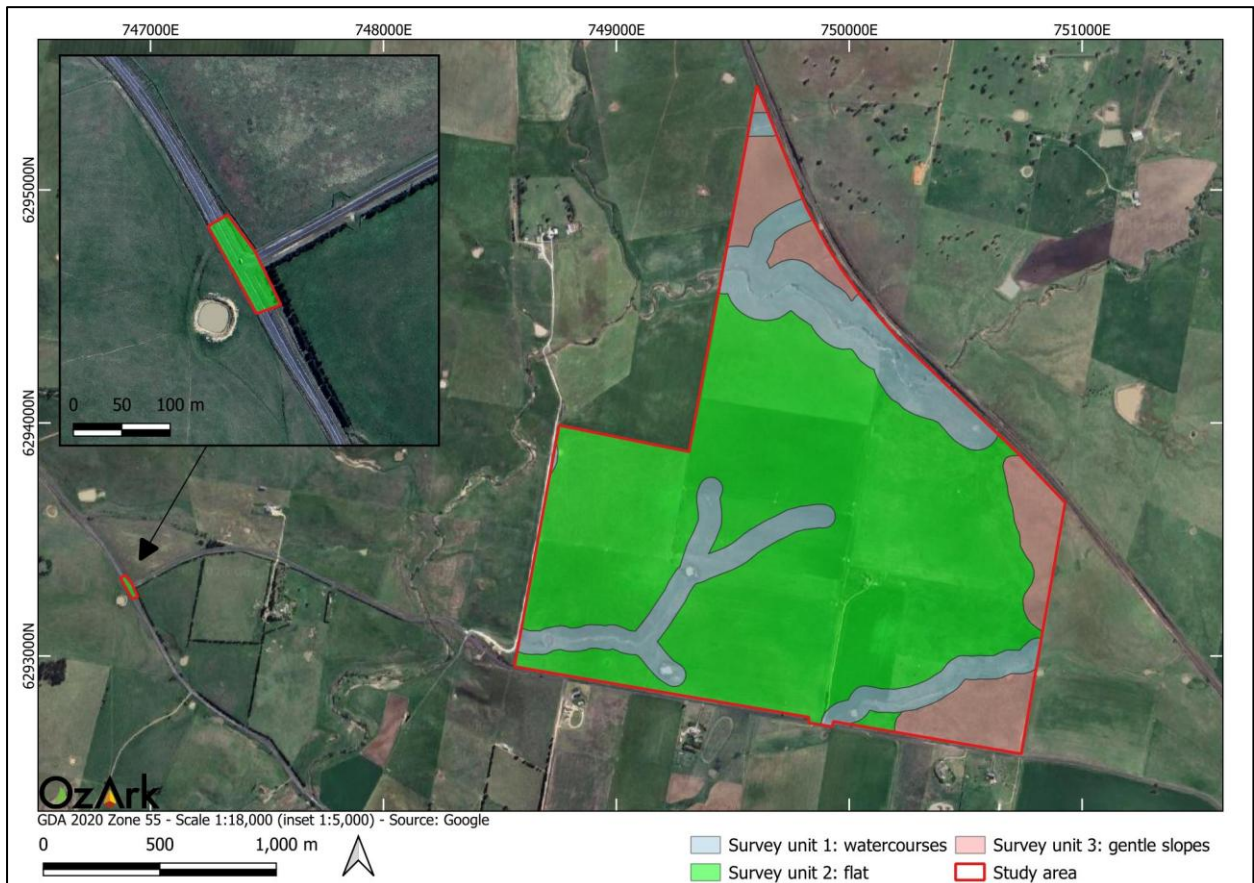 747000E 748000E 749000E 750000E 751000E
6295000N
6294000N
6293000N
0 50 100 m
OzArk
GDA 2020 Zone 55 - Scale 1:18,000 (inset 1:5,000) - Source: Google
0 500 1,000 m
Survey unit 1: watercourses
Survey unit 2: flat
Survey unit 3: gentle slopes
Study area